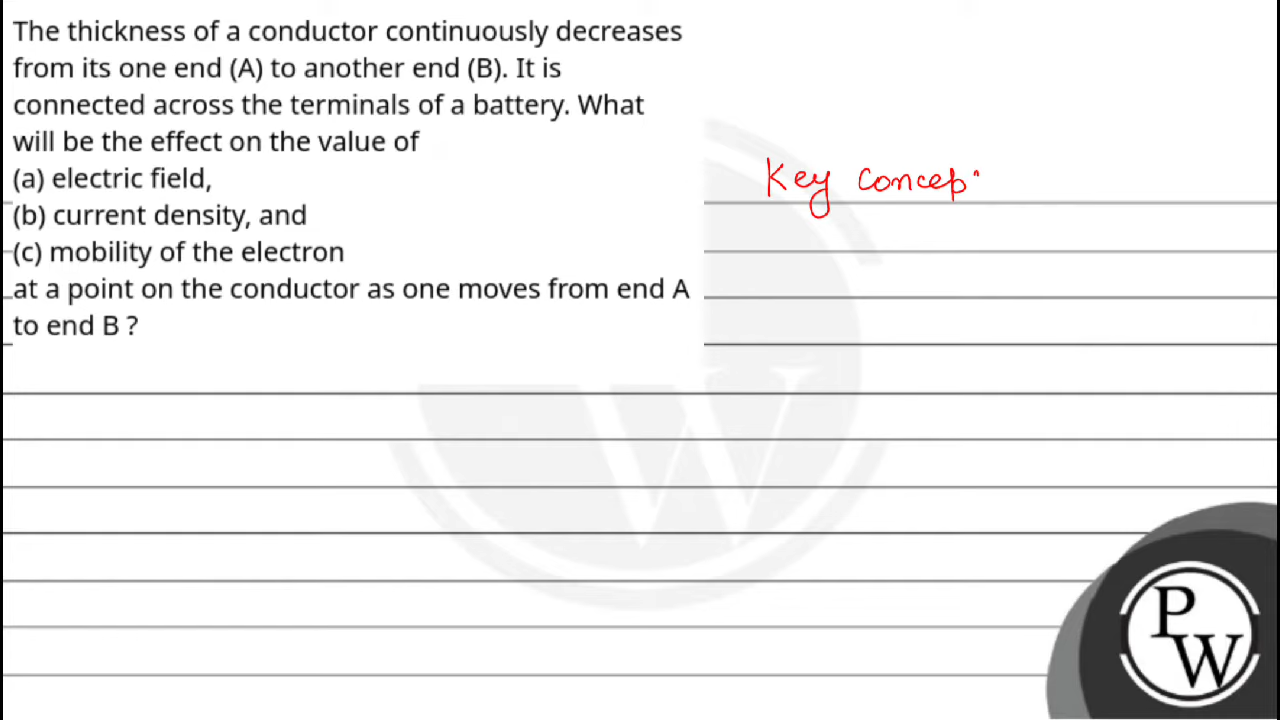 The thickness of a conductor continuously decreases
from its one end (A) to another end (B). It is
connected across the terminals of a battery. What
will be the effect on the value of
(a) electric field,
(b) current density, and
(c) mobility of the electron
at a point on the conductor as one moves from end A
to end B ?
Key concep
PW